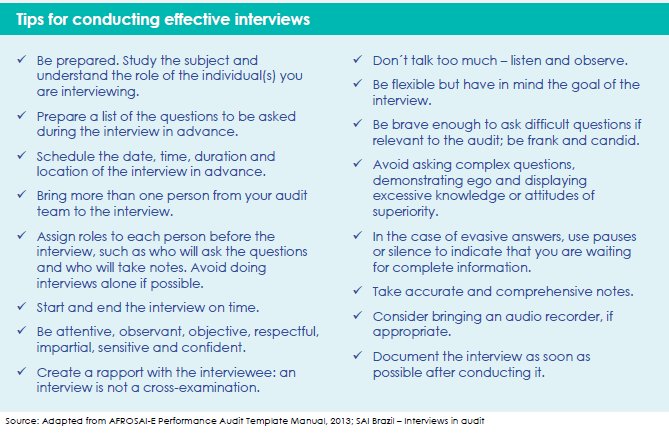 Tips for conducting effective interviews
✓ Be prepared. Study the subject and
understand the role of the individual(s) you
are interviewing.
✓ Prepare a list of the questions to be asked
during the interview in advance.
✓ Schedule the date, time, duration and
location of the interview in advance.
✓ Bring more than one person from your audit
team to the interview.
✓ Assign roles to each person before the
interview, such as who will ask the questions
and who will take notes. Avoid doing
interviews alone if possible.
✓ Start and end the interview on time.
✓ Be attentive, observant, objective, respectful,
impartial, sensitive and confident.
✓ Create a rapport with the interviewee: an
interview is not a cross-examination.
✓ Don´t talk too much – listen and observe.
✓ Be flexible but have in mind the goal of the
interview.
✓ Be brave enough to ask difficult questions if
relevant to the audit; be frank and candid.
✓ Avoid asking complex questions,
demonstrating ego and displaying
excessive knowledge or attitudes of
superiority.
✓ In the case of evasive answers, use pauses
or silence to indicate that you are waiting
for complete information.
✓ Take accurate and comprehensive notes.
✓ Consider bringing an audio recorder, if
appropriate.
✓ Document the interview as soon as
possible after conducting it.
Source: Adapted from AFROSAI-E Performance Audit Template Manual, 2013; SAI Brazil – Interviews in audit